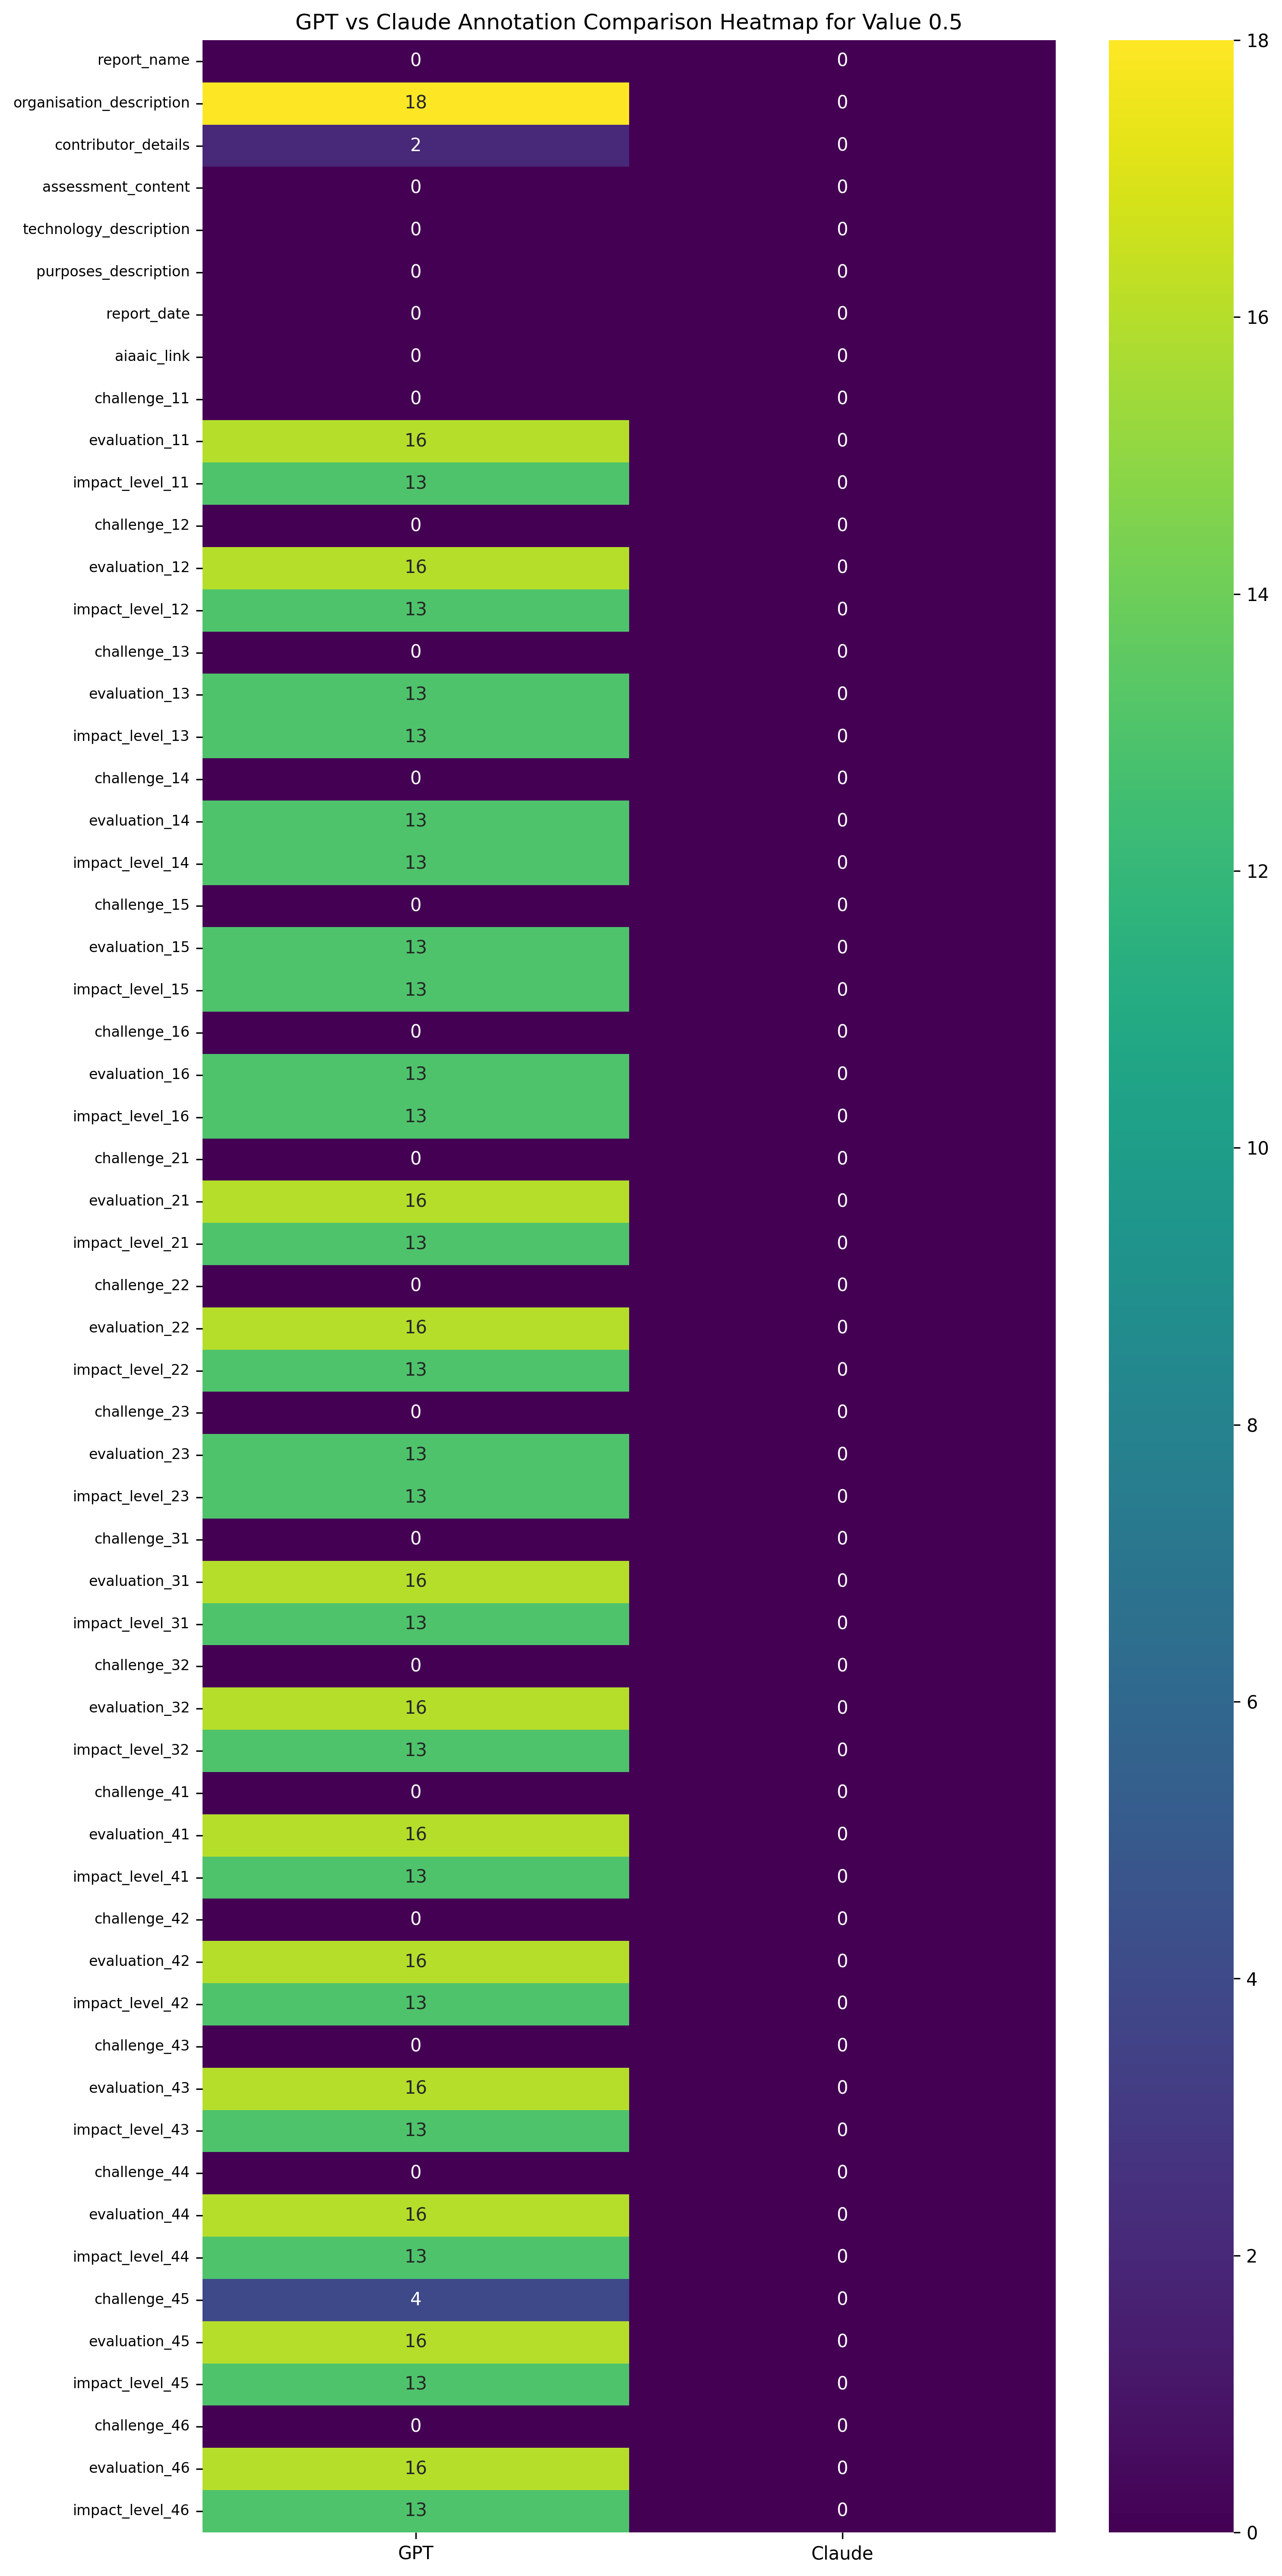 GPT vs Claude Annotation Comparison Heatmap for Value 0.5
report_name 0 0
organisation_description 18 0
contributor_details 2 0
assessment_content 0 0
technology_description 0 0
purposes_description 0 0
report_date 0 0
aiaaic_link 0 0
challenge_11 0 0
evaluation_11 16 0
impact_level_11 13 0
challenge_12 0 0
evaluation_12 16 0
impact_level_12 13 0
challenge_13 0 0
evaluation_13 13 0
impact_level_13 13 0
challenge_14 0 0
evaluation_14 13 0
impact_level_14 13 0
challenge_15 0 0
evaluation_15 13 0
impact_level_15 13 0
challenge_16 0 0
evaluation_16 13 0
impact_level_16 13 0
challenge_21 0 0
evaluation_21 16 0
impact_level_21 13 0
challenge_22 0 0
evaluation_22 16 0
impact_level_22 13 0
challenge_23 0 0
evaluation_23 13 0
impact_level_23 13 0
challenge_31 0 0
evaluation_31 16 0
impact_level_31 13 0
challenge_32 0 0
evaluation_32 16 0
impact_level_32 13 0
challenge_41 0 0
evaluation_41 16 0
impact_level_41 13 0
challenge_42 0 0
evaluation_42 16 0
impact_level_42 13 0
challenge_43 0 0
evaluation_43 16 0
impact_level_43 13 0
challenge_44 0 0
evaluation_44 16 0
impact_level_44 13 0
challenge_45 4 0
evaluation_45 16 0
impact_level_45 13 0
challenge_46 0 0
evaluation_46 16 0
impact_level_46 13 0
GPT Claude
18
16
14
12
10
8
6
4
2
0